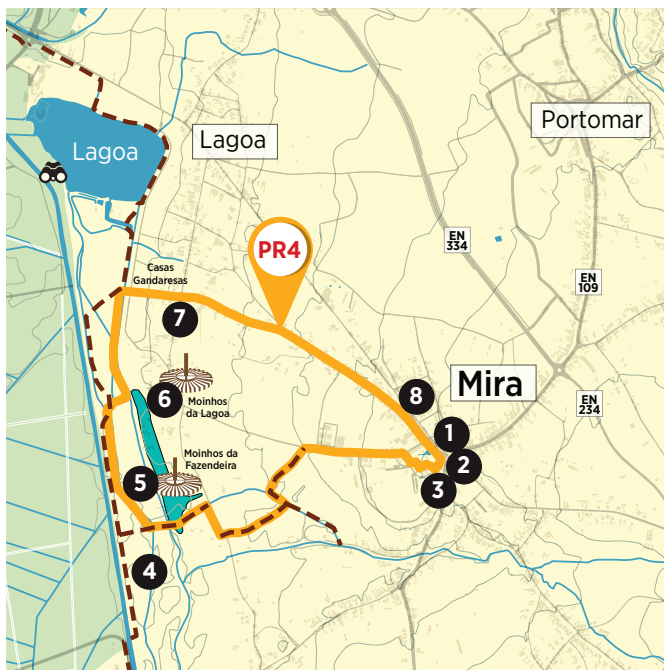 Portomar
Lagoa
Lagoa
EN
334
PR4
EN
109
Casas
Gandaresas
7
Mira
8
6
Moinhos
da Lagoa
EN
234
1
Moinhos da
Fazendeira
2
5
3
4